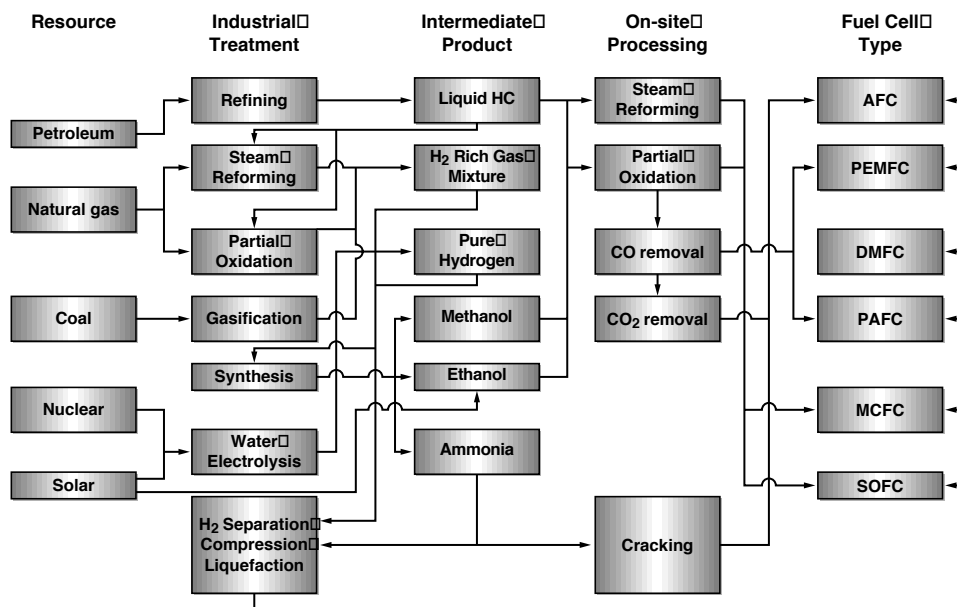 Resource
Industrial□
Treatment
Intermediate□
Product
On-site□
Processing
Fuel Cell□
Type
Petroleum
Natural gas
Coal
Nuclear
Solar
Refining
Steam□
Reforming
Partial□
Oxidation
Gasification
Synthesis
Water□
Electrolysis
H₂ Separation□
Compression□
Liquefaction
Liquid HC
H₂ Rich Gas□
Mixture
Pure□
Hydrogen
Methanol
Ethanol
Ammonia
Steam□
Reforming
Partial□
Oxidation
CO removal
CO₂ removal
Cracking
AFC
PEMFC
DMFC
PAFC
MCFC
SOFC